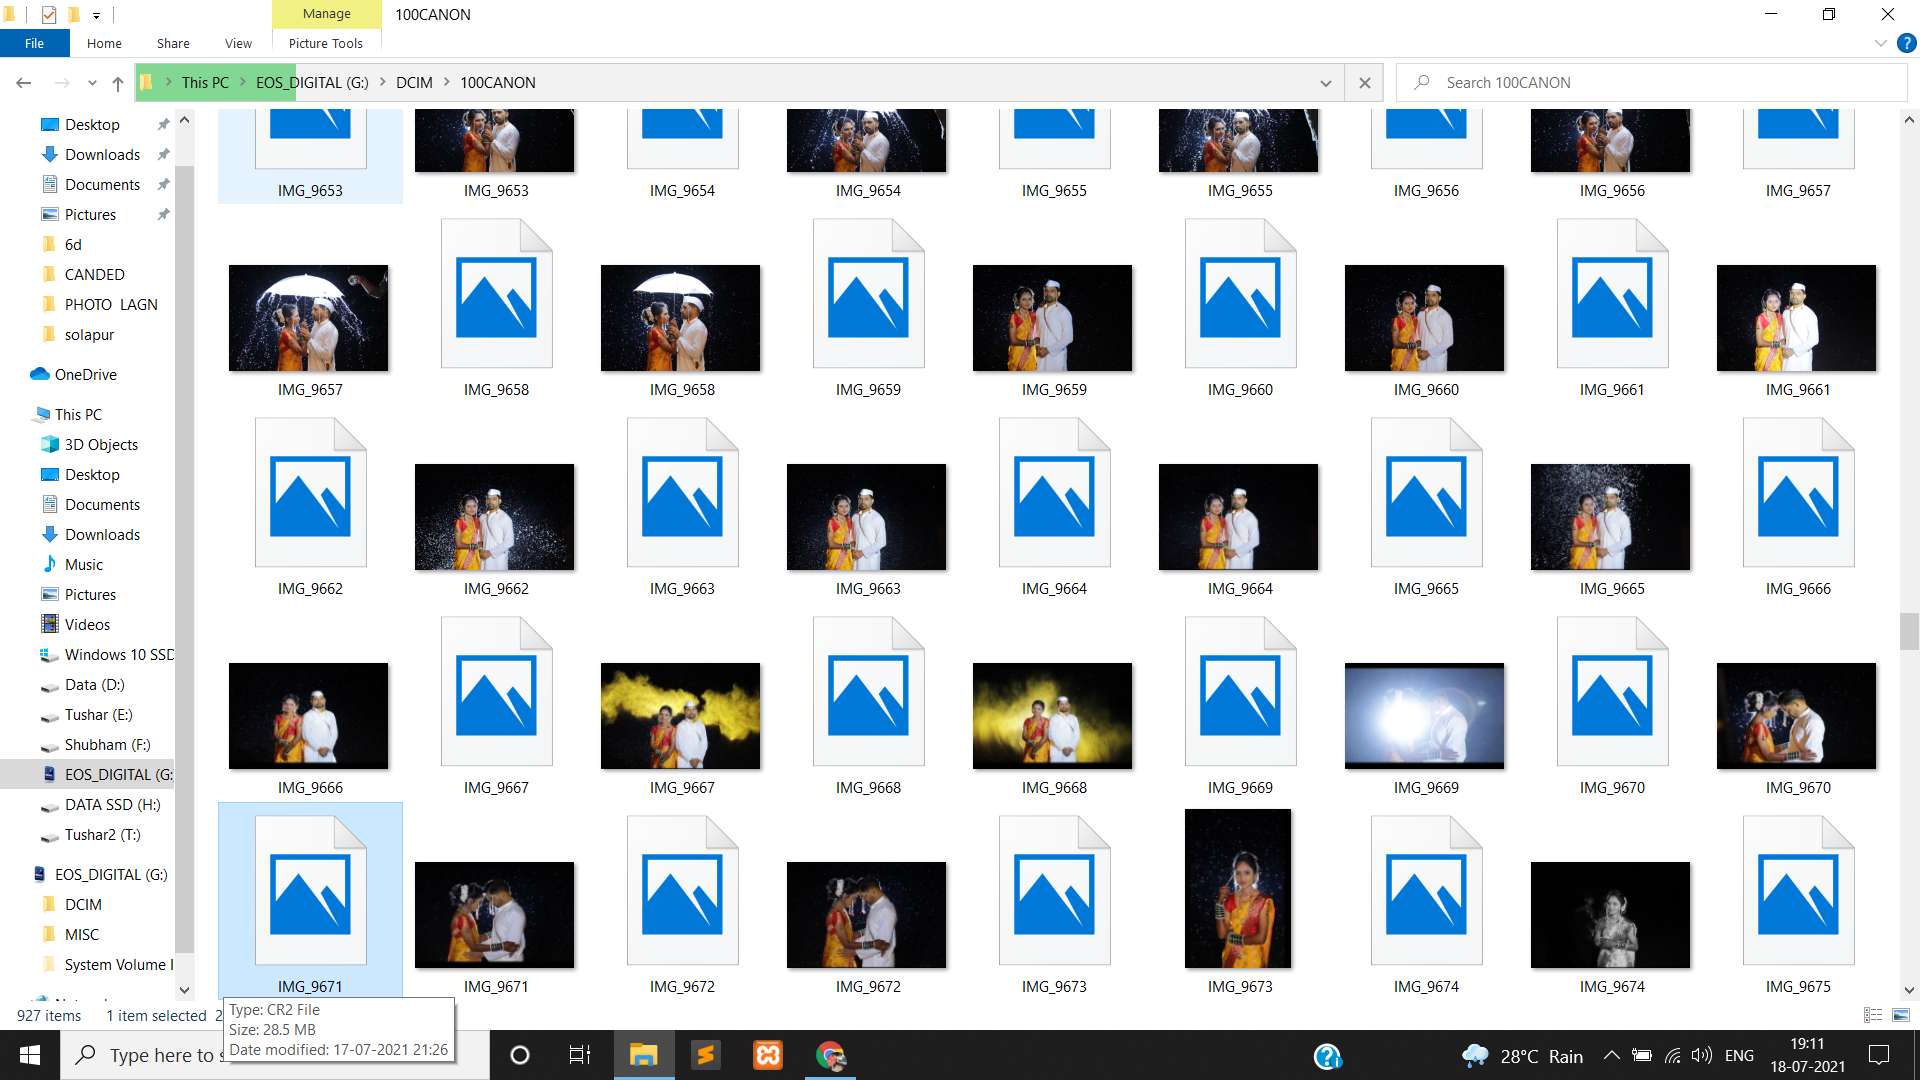 Manage
100CANON
File
Home
Share
View
Picture Tools
This PC
EOS_DIGITAL (G:)
DCIM
100CANON
Search 100CANON
Desktop
Downloads
Documents
Pictures
6d
CANDED
PHOTO LAGN
solapur
OneDrive
This PC
3D Objects
Desktop
Documents
Downloads
Music
Pictures
Videos
Windows 10 SSD
Data (D:)
Tushar (E:)
Shubham (F:)
EOS_DIGITAL (G:
DATA SSD (H:)
Tushar2 (T:)
EOS_DIGITAL (G:)
DCIM
MISC
System Volume I
IMG_9653 IMG_9653 IMG_9654 IMG_9654 IMG_9655 IMG_9655 IMG_9656 IMG_9656 IMG_9657
IMG_9657 IMG_9658 IMG_9658 IMG_9659 IMG_9659 IMG_9660 IMG_9660 IMG_9661 IMG_9661
IMG_9662 IMG_9662 IMG_9663 IMG_9663 IMG_9664 IMG_9664 IMG_9665 IMG_9665 IMG_9666
IMG_9666 IMG_9667 IMG_9667 IMG_9668 IMG_9668 IMG_9669 IMG_9669 IMG_9670 IMG_9670
IMG_9671 IMG_9671 IMG_9672 IMG_9672 IMG_9673 IMG_9673 IMG_9674 IMG_9674 IMG_9675
927 items 1 item selected 2
Type: CR2 File
Size: 28.5 MB
Date modified: 17-07-2021 21:26
Type here to s
28°C Rain
ENG
19:11
18-07-2021